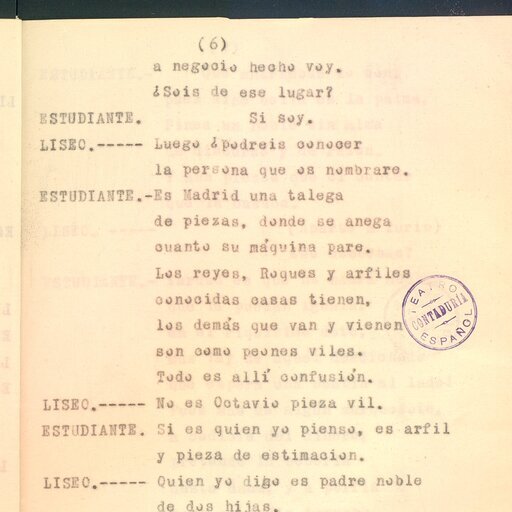 (6)
a negocio hecho voy.
¿Sois de ese lugar?
ESTUDIANTE. Si soy.
LISEO.----- Luego ¿podreis conocer
la persona que os nombrare.
ESTUDIANTE.-Es Madrid una talega
de piezas, donde se anega
cuanto su máquina pare.
Los reyes, Roques y arfiles
conocidas casas tienen,
los demás que van y vienen
son como peones viles.
Todo es allí confusión.
LISEO.----- No es Octavio pieza vil.
ESTUDIANTE. Si es quien yo pienso, es arfil
y pieza de estimacion.
LISEO.----- Quien yo digo es padre noble
de dos hijas.
TEATRO
CONTADURIA
ESPAÑOL